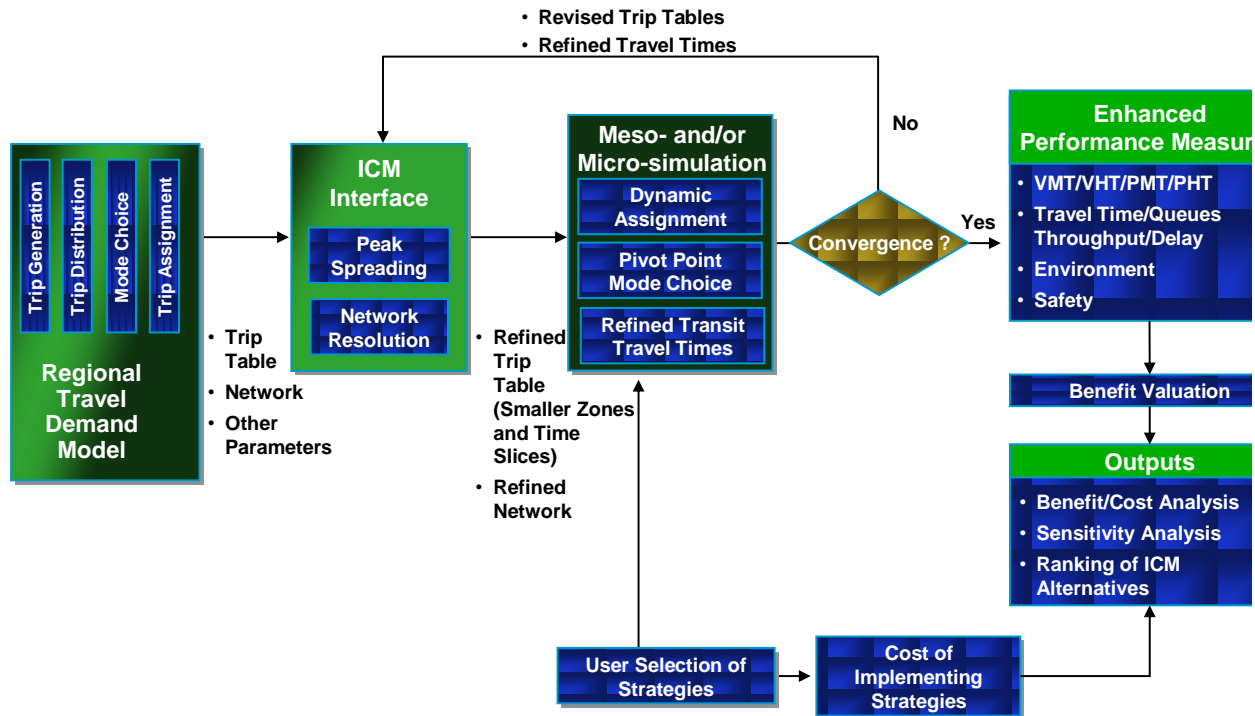 • Revised Trip Tables
• Refined Travel Times
Trip Generation
Trip Distribution
Mode Choice
Trip Assignment
Regional
Travel
Demand
Model
• Trip
Table
• Network
• Other
Parameters
ICM
Interface
Peak
Spreading
Network
Resolution
• Refined
Trip
Table
(Smaller Zones
and Time
Slices)
• Refined
Network
Meso- and/or
Micro-simulation
Dynamic
Assignment
Pivot Point
Mode Choice
Refined Transit
Travel Times
No
Convergence ?
Yes
Enhanced
Performance Measur
• VMT/VHT/PMT/PHT
• Travel Time/Queues
Throughput/Delay
• Environment
• Safety
Benefit Valuation
Outputs
• Benefit/Cost Analysis
• Sensitivity Analysis
• Ranking of ICM
Alternatives
User Selection of
Strategies
Cost of
Implementing
Strategies